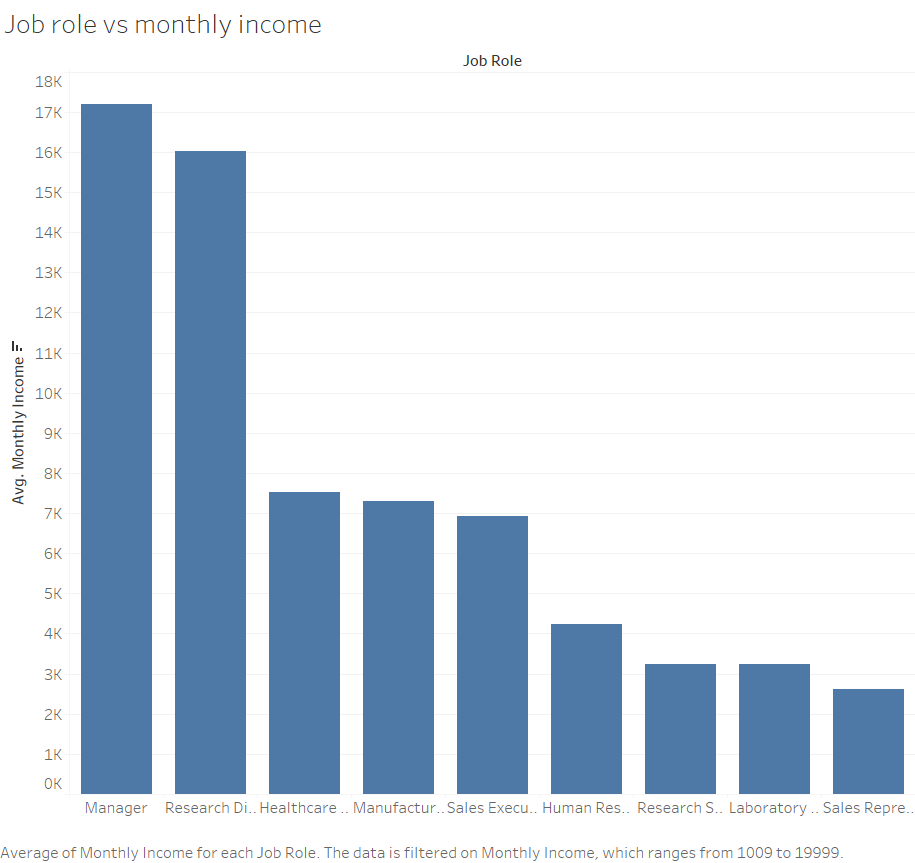 Job role vs monthly income
Job Role
Avg. Monthly Income
18K
17K
16K
15K
14K
13K
12K
11K
10K
9K
8K
7K
6K
5K
4K
3K
2K
1K
0K
Manager
Research Di..
Healthcare ..
Manufactur..
Sales Execu..
Human Res..
Research S..
Laboratory ..
Sales Repre..
Average of Monthly Income for each Job Role. The data is filtered on Monthly Income, which ranges from 1009 to 19999.